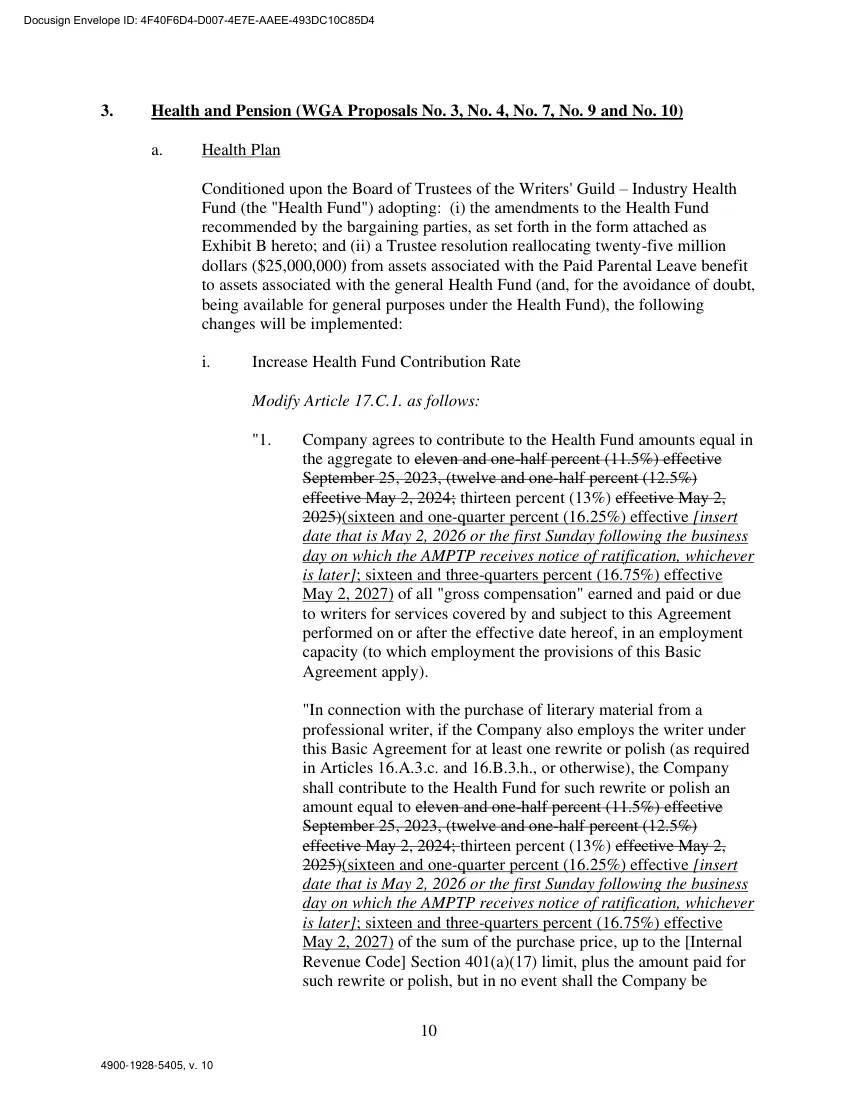 Docusign Envelope ID: 4F40F6D4-D007-4E7E-AAEE-493DC10C85D4
3. Health and Pension (WGA Proposals No. 3, No. 4, No. 7, No. 9 and No. 10)
a. Health Plan
Conditioned upon the Board of Trustees of the Writers' Guild – Industry Health
Fund (the "Health Fund") adopting:  (i) the amendments to the Health Fund
recommended by the bargaining parties, as set forth in the form attached as
Exhibit B hereto; and (ii) a Trustee resolution reallocating twenty-five million
dollars ($25,000,000) from assets associated with the Paid Parental Leave benefit
to assets associated with the general Health Fund (and, for the avoidance of doubt,
being available for general purposes under the Health Fund), the following
changes will be implemented:
i. Increase Health Fund Contribution Rate
Modify Article 17.C.1. as follows:
"1. Company agrees to contribute to the Health Fund amounts equal in
the aggregate to eleven and one-half percent (11.5%) effective
September 25, 2023, (twelve and one-half percent (12.5%)
effective May 2, 2024; thirteen percent (13%) effective May 2,
2025)(sixteen and one-quarter percent (16.25%) effective [insert
date that is May 2, 2026 or the first Sunday following the business
day on which the AMPTP receives notice of ratification, whichever
is later]; sixteen and three-quarters percent (16.75%) effective
May 2, 2027) of all "gross compensation" earned and paid or due
to writers for services covered by and subject to this Agreement
performed on or after the effective date hereof, in an employment
capacity (to which employment the provisions of this Basic
Agreement apply).
"In connection with the purchase of literary material from a
professional writer, if the Company also employs the writer under
this Basic Agreement for at least one rewrite or polish (as required
in Articles 16.A.3.c. and 16.B.3.h., or otherwise), the Company
shall contribute to the Health Fund for such rewrite or polish an
amount equal to eleven and one-half percent (11.5%) effective
September 25, 2023, (twelve and one-half percent (12.5%)
effective May 2, 2024; thirteen percent (13%) effective May 2,
2025)(sixteen and one-quarter percent (16.25%) effective [insert
date that is May 2, 2026 or the first Sunday following the business
day on which the AMPTP receives notice of ratification, whichever
is later]; sixteen and three-quarters percent (16.75%) effective
May 2, 2027) of the sum of the purchase price, up to the [Internal
Revenue Code] Section 401(a)(17) limit, plus the amount paid for
such rewrite or polish, but in no event shall the Company be
10
4900-1928-5405, v. 10